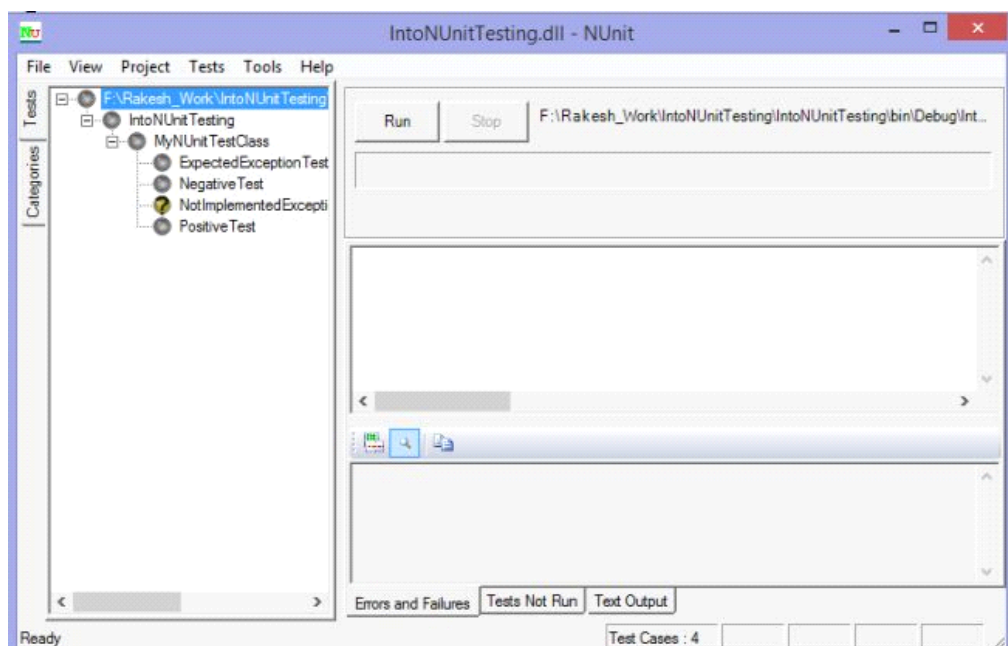 NU
IntoNUnitTesting.dll - NUnit
File View Project Tests Tools Help
Tests
Categories
F:\Rakesh_Work\IntoNUnitTesting
IntoNUnitTesting
MyNUnitTestClass
ExpectedExceptionTest
NegativeTest
NotImplementedExcepti
PositiveTest
Run
Stop
F:\Rakesh_Work\IntoNUnitTesting\IntoNUnitTesting\bin\Debug\Int...
Errors and Failures
Tests Not Run
Text Output
Ready
Test Cases : 4